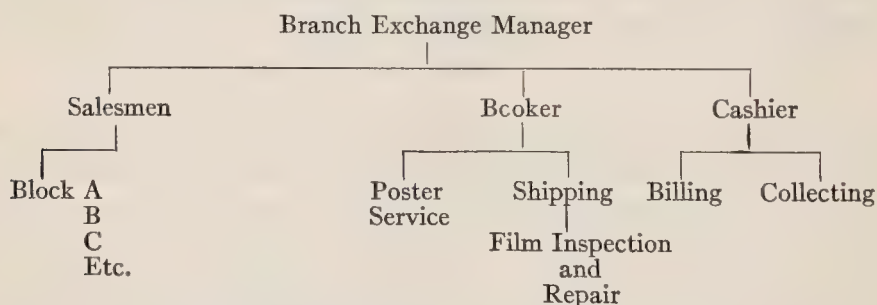 Branch Exchange Manager
Salesmen Bcoker Cashier
Block A Poster Shipping Billing Collecting
B Service
C Film Inspection
Etc. and
Repair